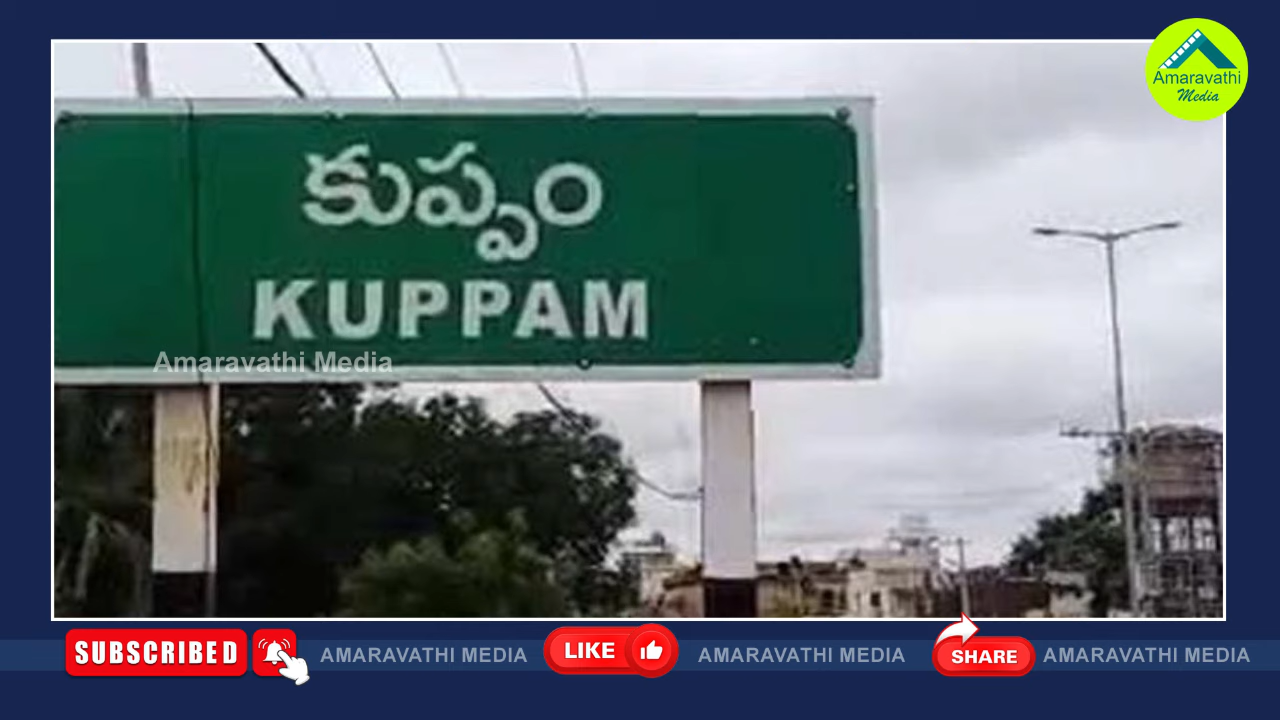 Amaravathi
Media
కుప్పం
KUPPAM
Amaravathi Media
SUBSCRIBED
AMARAVATHI MEDIA
LIKE
AMARAVATHI MEDIA
SHARE
AMARAVATHI MEDIA